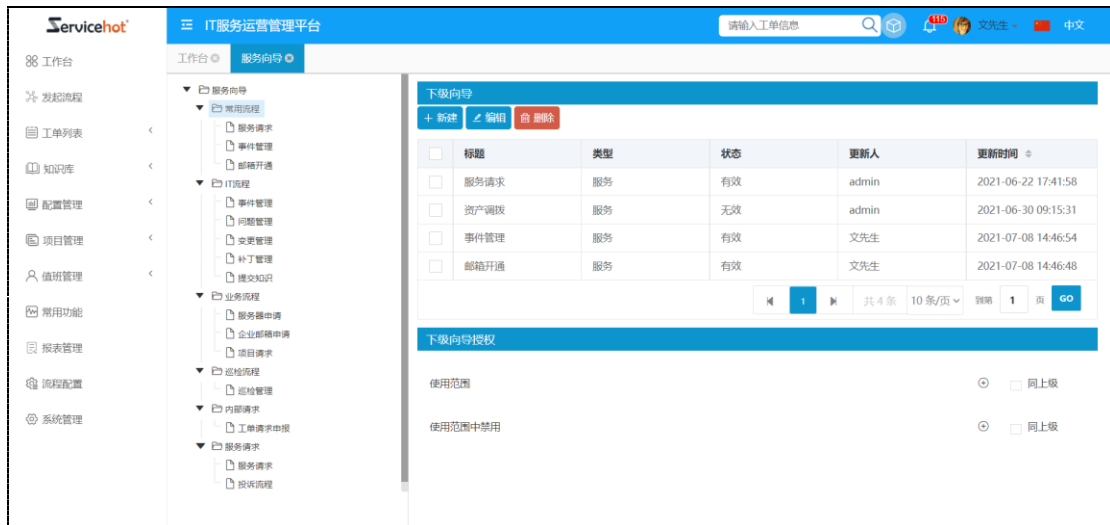 Servicehot
IT服务运营管理平台
请输入工单信息
115
文先生
中文
工作台
发起流程
工单列表
知识库
配置管理
项目管理
值班管理
常用功能
报表管理
流程配置
系统管理
工作台
服务向导
服务向导
常用流程
服务请求
事件管理
邮箱开通
IT流程
事件管理
问题管理
变更管理
补丁管理
提交知识
业务流程
服务器申请
企业邮箱申请
项目请求
巡检流程
巡检管理
内部请求
工单请求申报
服务请求
服务请求
投诉流程
下级向导
+ 新建 编辑 删除
标题 类型 状态 更新人 更新时间
服务请求 服务 有效 admin 2021-06-22 17:41:58
资产调拨 服务 无效 admin 2021-06-30 09:15:31
事件管理 服务 有效 文先生 2021-07-08 14:46:54
邮箱开通 服务 有效 文先生 2021-07-08 14:46:48
1 共 4 条 10 条/页 到第 1 页 GO
下级向导授权
使用范围 同上级
使用范围中禁用 同上级